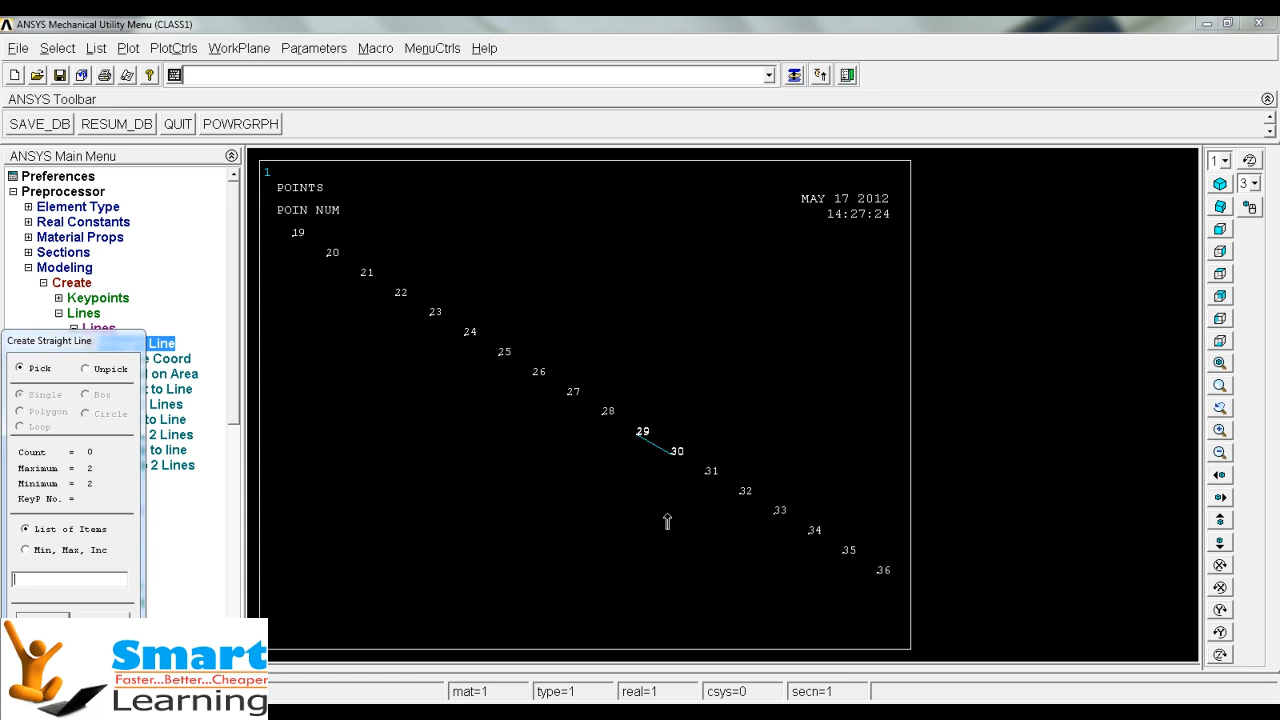 ANSYS Mechanical Utility Menu (CLASS1)
File Select List Plot PlotCtrls WorkPlane Parameters Macro MenuCtrls Help
ANSYS Toolbar
SAVE_DB RESUM_DB QUIT POWRGRPH
ANSYS Main Menu
Preferences
Preprocessor
Element Type
Real Constants
Material Props
Sections
Modeling
Create
Keypoints
Lines
Lines
Line
Coord
on Area
to Line
Lines
to Line
2 Lines
to line
2 Lines
Create Straight Line
Pick Unpick
Single Box
Polygon Circle
Loop
Count = 0
Maximum = 2
Minimum = 2
KeyP No. =
List of Items
Min, Max, Inc
1
POINTS
POIN NUM
MAY 17 2012
14:27:24
19
20
21
22
23
24
25
26
27
28
29
30
31
32
33
34
35
36
1
3
mat=1 type=1 real=1 csys=0 secn=1
Smart
Faster...Better...Cheaper
Learning